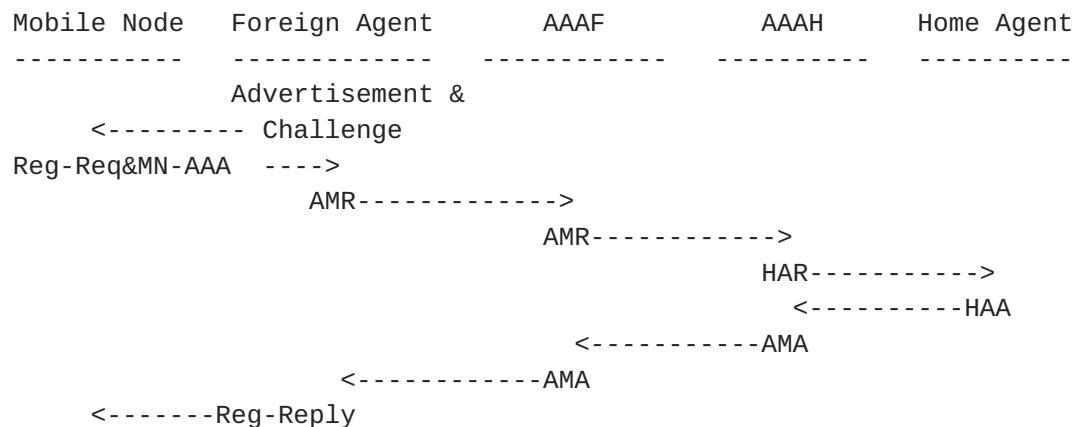 Mobile Node   Foreign Agent       AAAF             AAAH       Home Agent
-----------   -------------   ------------   ----------   ----------
              Advertisement &
     <--------- Challenge
Reg-Req&MN-AAA  ---->
                   AMR------------->
                                  AMR------------>
                                                HAR----------->
                                                  <----------HAA
                                    <-----------AMA
                     <------------AMA
     <-------Reg-Reply